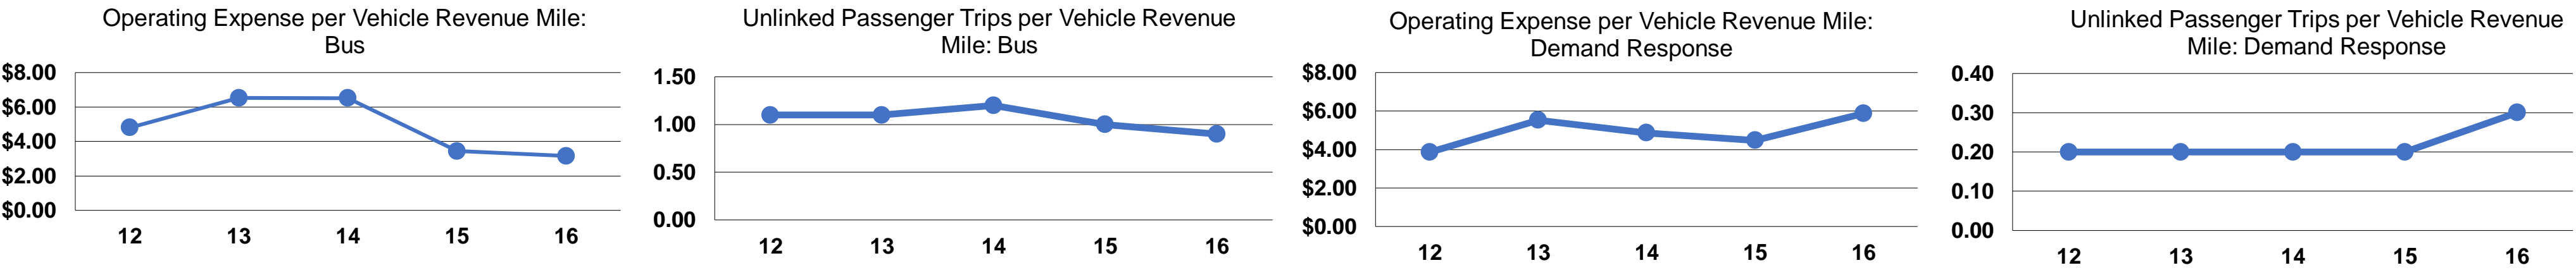 Operating Expense per Vehicle Revenue Mile:
Bus
$8.00
$6.00
$4.00
$2.00
$0.00
12 13 14 15 16
Unlinked Passenger Trips per Vehicle Revenue
Mile: Bus
1.50
1.00
0.50
0.00
12 13 14 15 16
Operating Expense per Vehicle Revenue Mile:
Demand Response
$8.00
$6.00
$4.00
$2.00
$0.00
12 13 14 15 16
Unlinked Passenger Trips per Vehicle Revenue
Mile: Demand Response
0.40
0.30
0.20
0.10
0.00
12 13 14 15 16